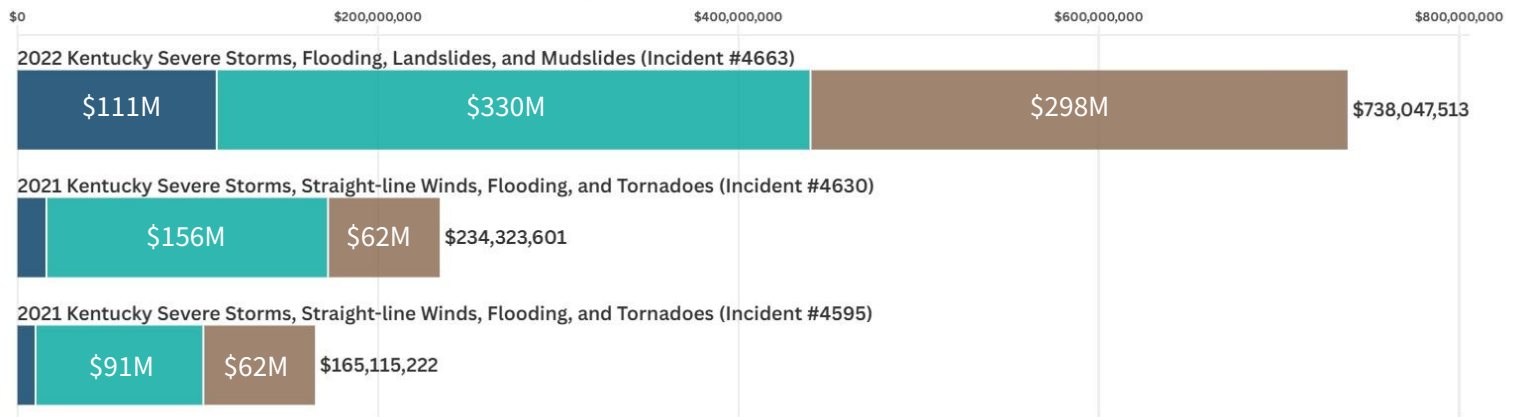 $0 $200,000,000 $400,000,000 $600,000,000 $800,000,000
2022 Kentucky Severe Storms, Flooding, Landslides, and Mudslides (Incident #4663)
$111M $330M $298M $738,047,513
2021 Kentucky Severe Storms, Straight-line Winds, Flooding, and Tornadoes (Incident #4630)
$156M $62M $234,323,601
2021 Kentucky Severe Storms, Straight-line Winds, Flooding, and Tornadoes (Incident #4595)
$91M $62M $165,115,222